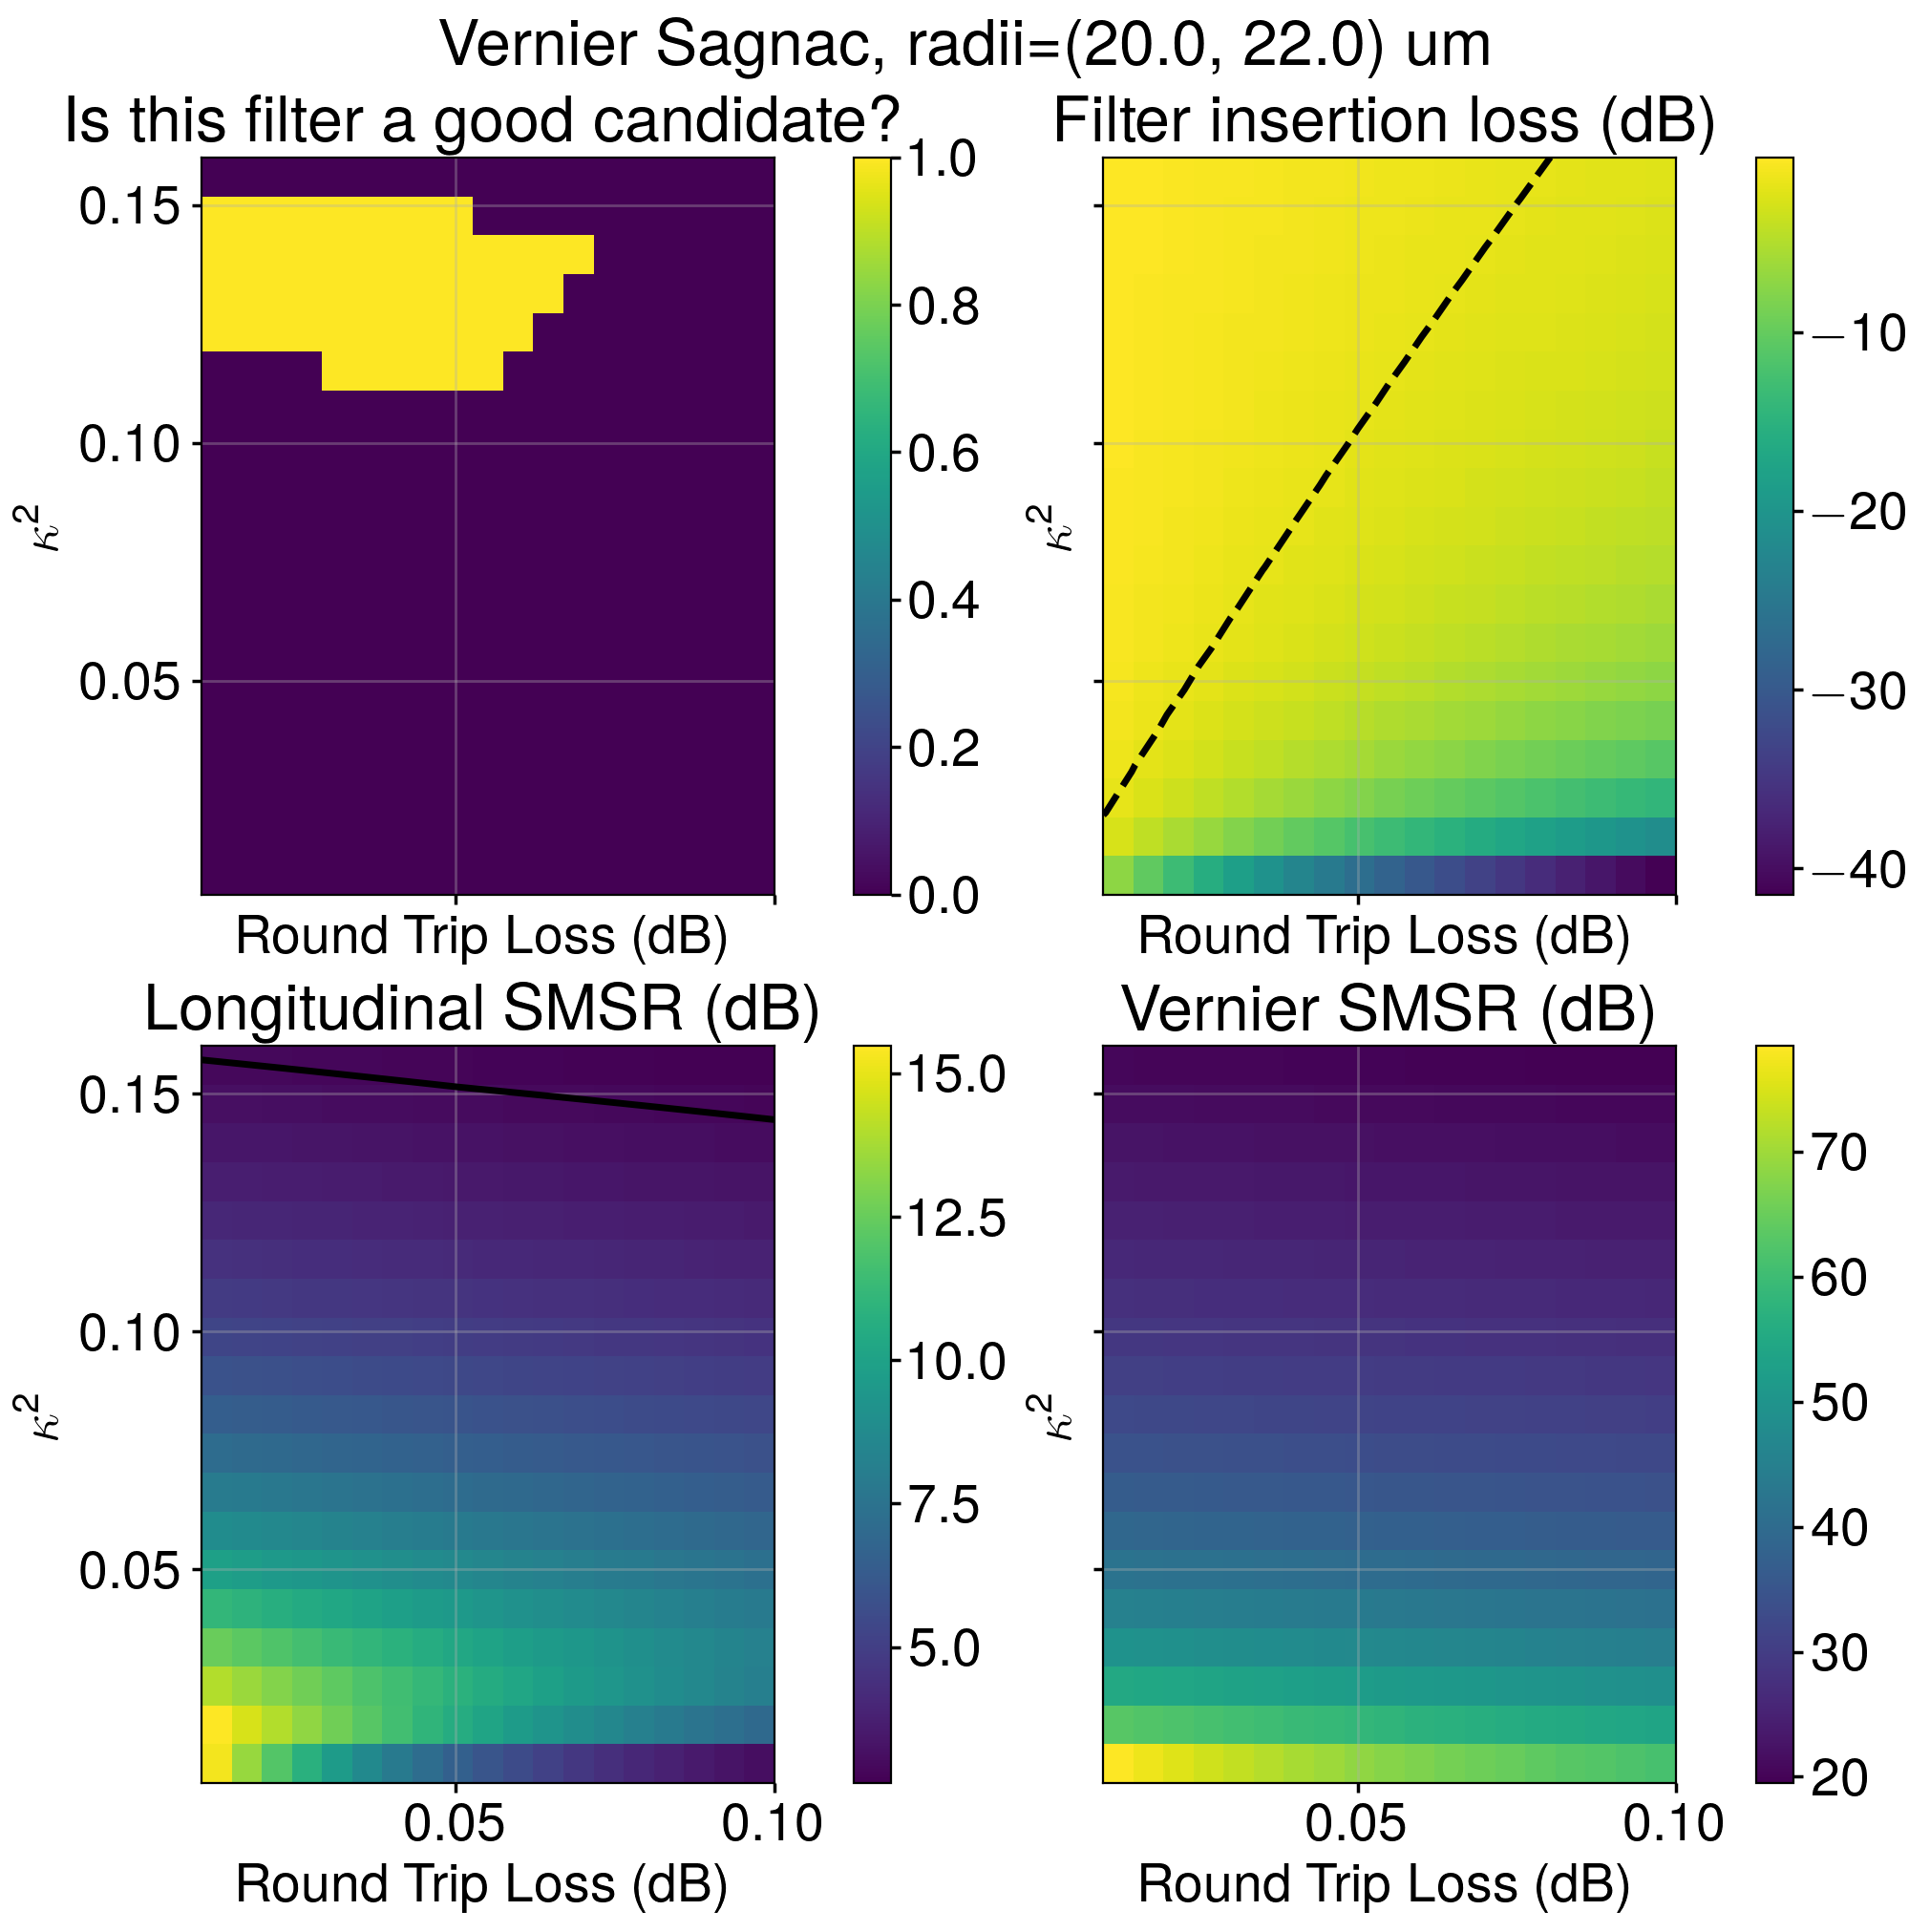 Vernier Sagnac, radii=(20.0, 22.0) um
Is this filter a good candidate?
0.15
0.10
0.05
κ²
Round Trip Loss (dB)
1.0
0.8
0.6
0.4
0.2
0.0
Filter insertion loss (dB)
κ²
Round Trip Loss (dB)
−10
−20
−30
−40
Longitudinal SMSR (dB)
0.15
0.10
0.05
κ²
0.05 0.10
Round Trip Loss (dB)
15.0
12.5
10.0
7.5
5.0
Vernier SMSR (dB)
κ²
0.05 0.10
Round Trip Loss (dB)
70
60
50
40
30
20